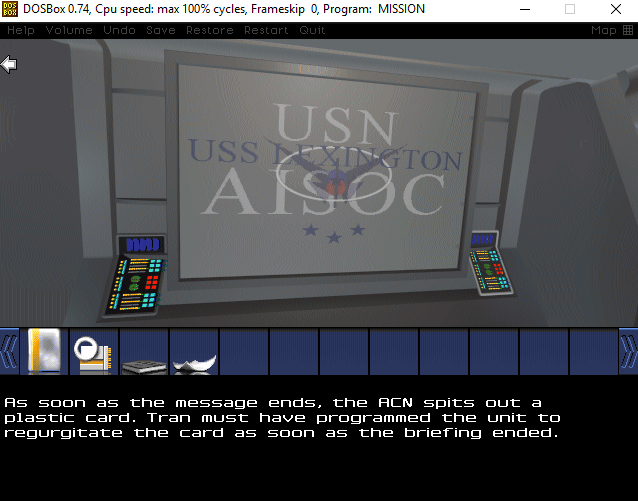 DOSBox 0.74, Cpu speed: max 100% cycles, Frameskip 0, Program: MISSION
Help Volume Undo Save Restore Restart Quit Map
USN
USS LEXINGTON
AISOC
As soon as the message ends, the ACN spits out a
plastic card. Tran must have programmed the unit to
regurgitate the card as soon as the briefing ended.